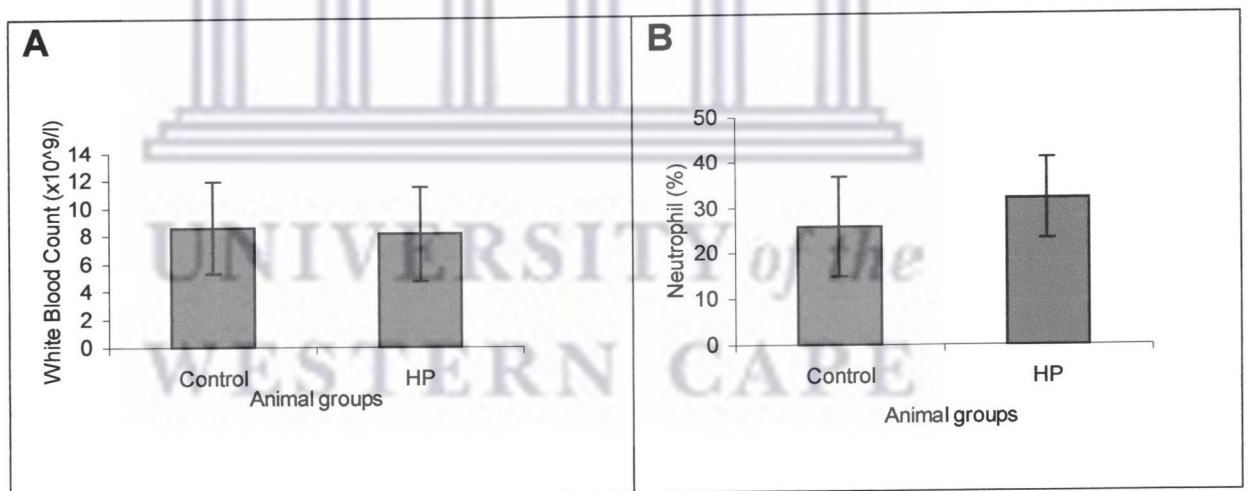 A
White Blood Count (x10^9/l)
14
12
10
8
6
4
2
0
Control
HP
Animal groups
B
Neutrophil (%)
50
40
30
20
10
0
Control
HP
Animal groups
UNIVERSITY of the
WESTERN CAPE